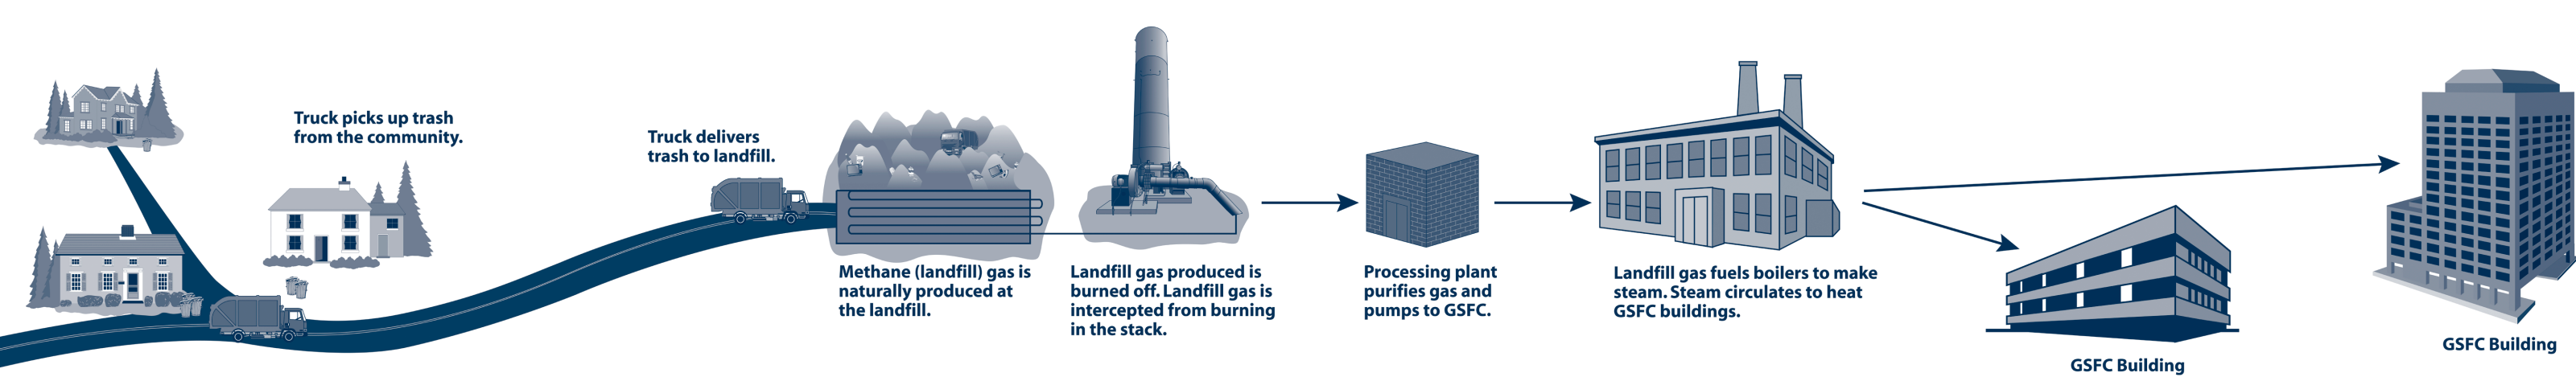 Truck picks up trash
from the community.
Truck delivers
trash to landfill.
Methane (landfill) gas is
naturally produced at
the landfill.
Landfill gas produced is
burned off. Landfill gas is
intercepted from burning
in the stack.
Processing plant
purifies gas and
pumps to GSFC.
Landfill gas fuels boilers to make
steam. Steam circulates to heat
GSFC buildings.
GSFC Building
GSFC Building